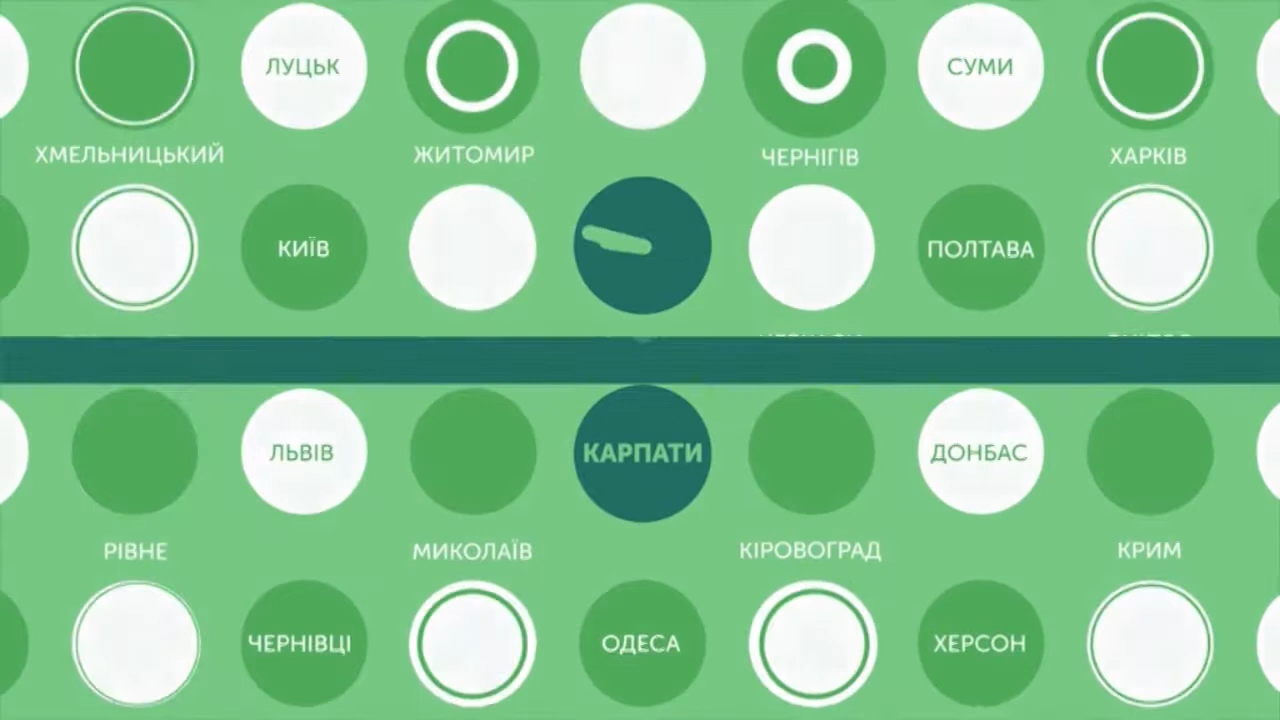 ЛУЦЬК
СУМИ
ХМЕЛЬНИЦЬКИЙ
ЖИТОМИР
ЧЕРНІГІВ
ХАРКІВ
КИЇВ
ПОЛТАВА
ЛЬВІВ
КАРПАТИ
ДОНБАС
РІВНЕ
МИКОЛАЇВ
КІРОВОГРАД
КРИМ
ЧЕРНІВЦІ
ОДЕСА
ХЕРСОН